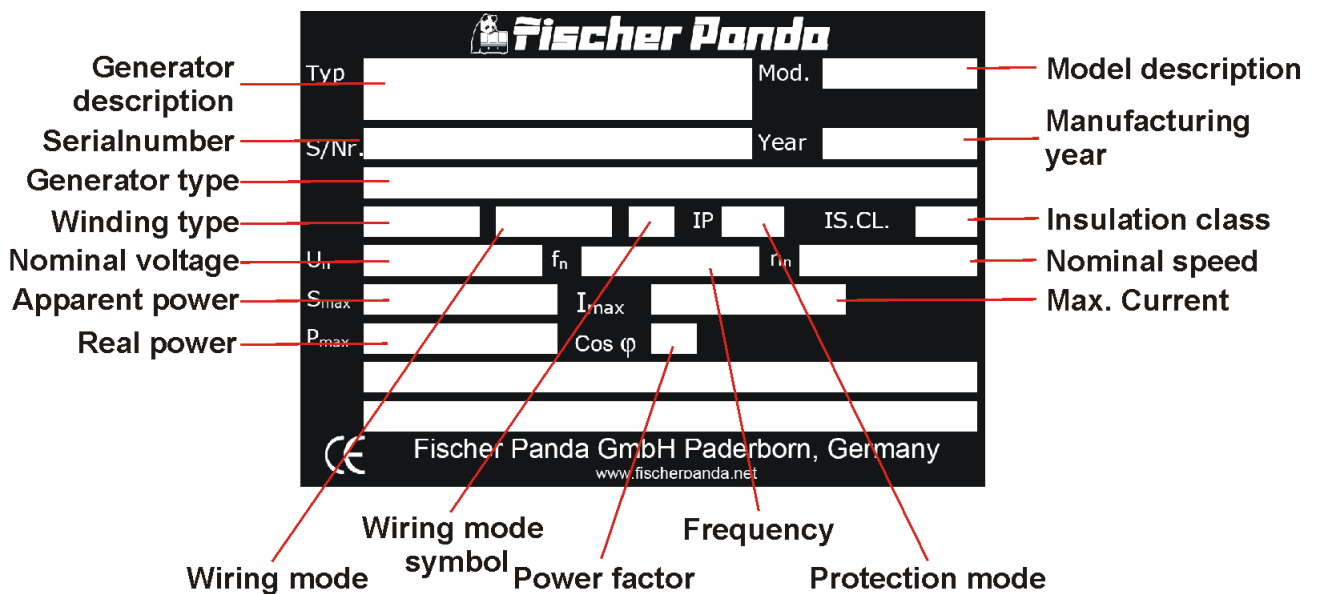 Fischer Panda
Generator description
Typ
Mod.
Model description
Serialnumber
S/Nr.
Year
Manufacturing year
Generator type
Winding type
IP
IS.CL.
Insulation class
Nominal voltage
Un
fn
nn
Nominal speed
Apparent power
Smax
Imax
Max. Current
Real power
Pmax
Cos φ
CE
Fischer Panda GmbH Paderborn, Germany
www.fischerpanda.net
Wiring mode
Wiring mode symbol
Power factor
Frequency
Protection mode